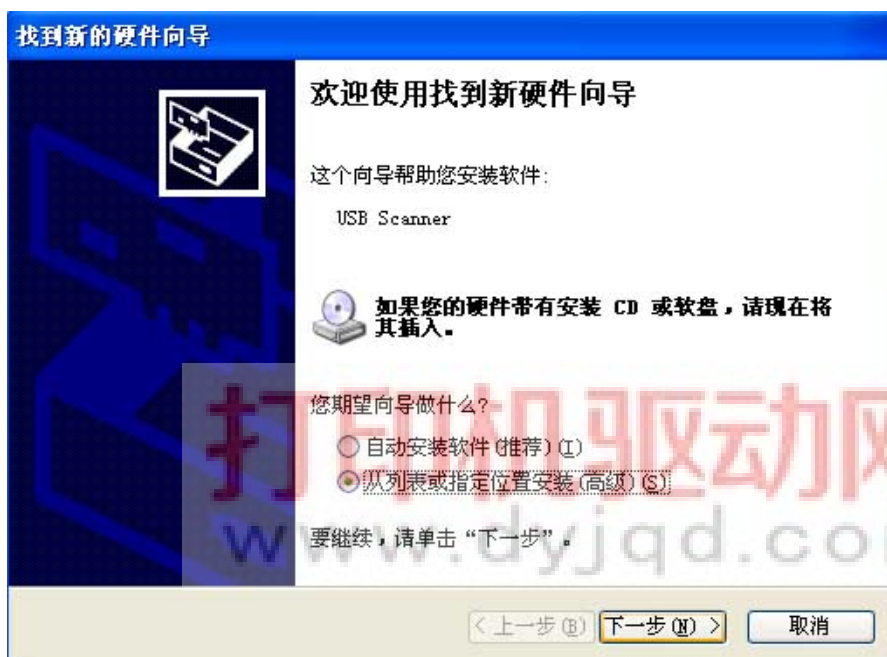 找到新的硬件向导
欢迎使用找到新硬件向导
这个向导帮助您安装软件:
USB Scanner
如果您的硬件带有安装 CD 或软盘，请现在将
其插入。
您期望向导做什么?
自动安装软件(推荐)(I)
从列表或指定位置安装(高级)(S)
要继续，请单击“下一步”。
打印机驱动网
www.dyjqd.co
< 上一步(B)
下一步(N) >
取消